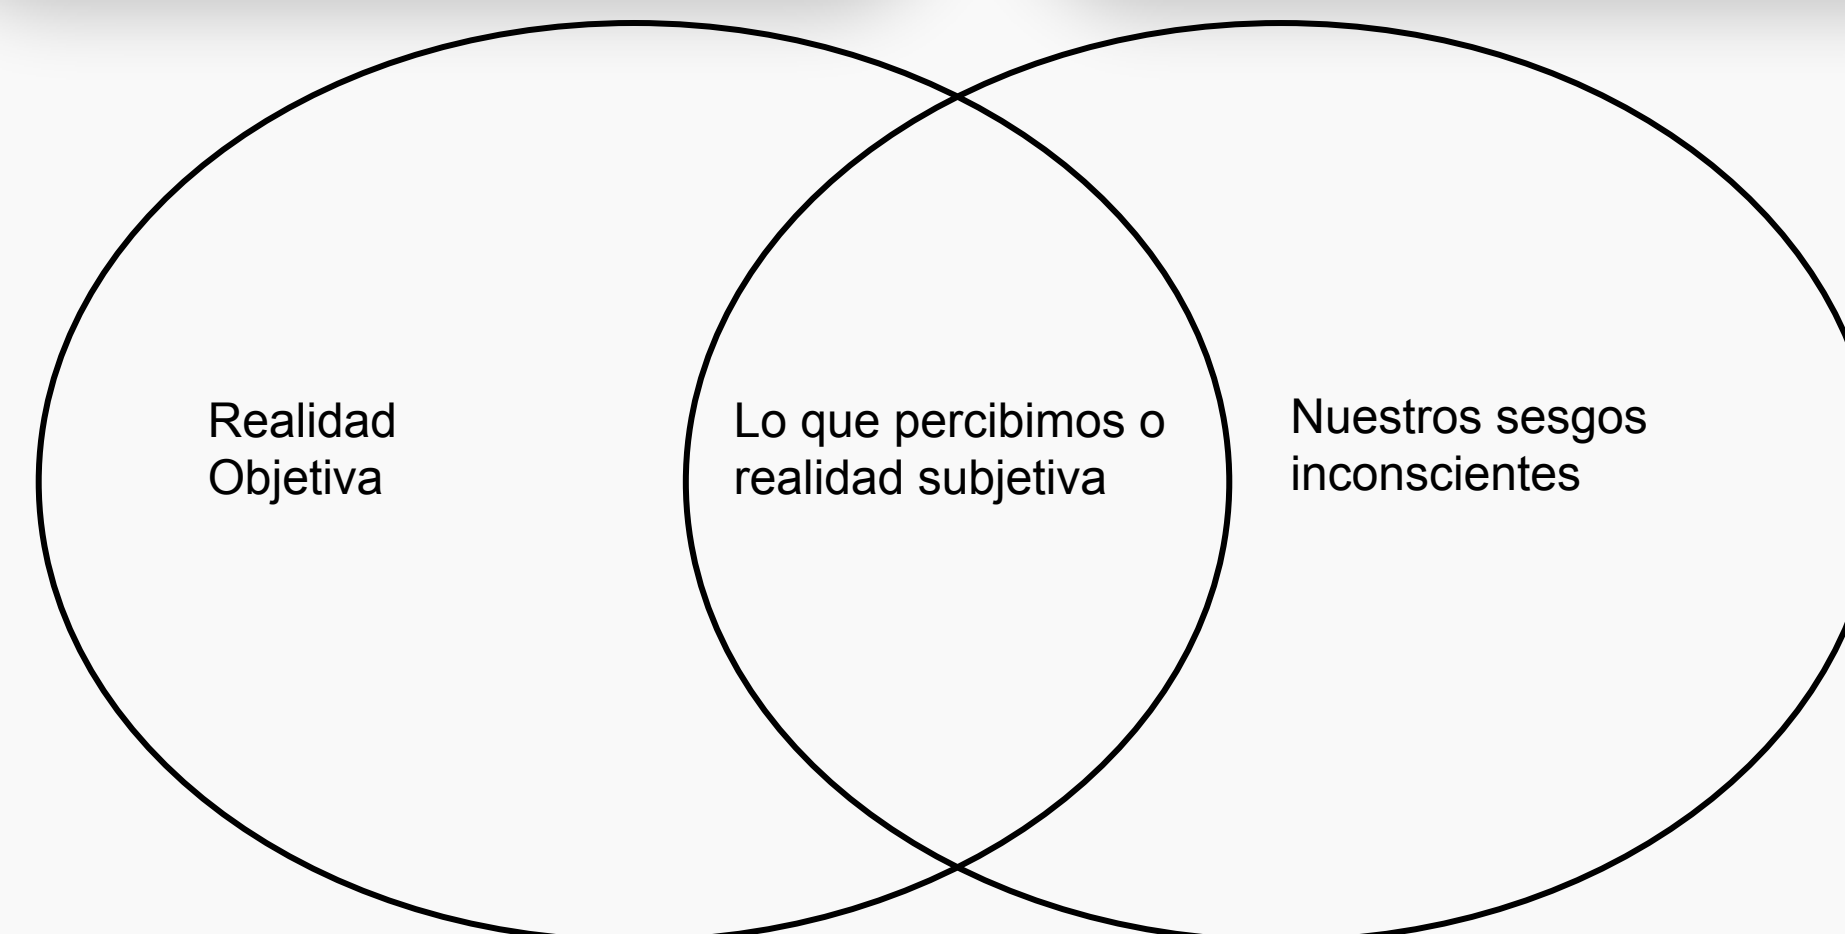 Realidad
Objetiva
Lo que percibimos o
realidad subjetiva
Nuestros sesgos
inconscientes